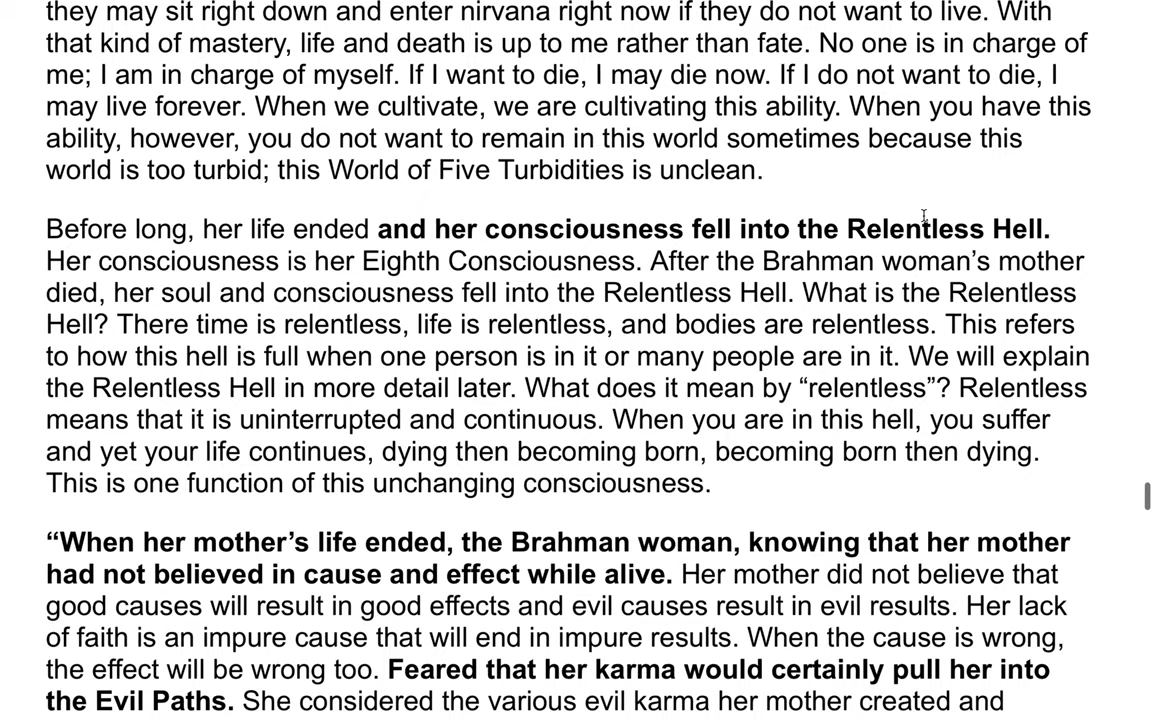 they may sit right down and enter nirvana right now if they do not want to live. With
that kind of mastery, life and death is up to me rather than fate. No one is in charge of
me; I am in charge of myself. If I want to die, I may die now. If I do not want to die, I
may live forever. When we cultivate, we are cultivating this ability. When you have this
ability, however, you do not want to remain in this world sometimes because this
world is too turbid; this World of Five Turbidities is unclean.
Before long, her life ended and her consciousness fell into the Relentless Hell.
Her consciousness is her Eighth Consciousness. After the Brahman woman’s mother
died, her soul and consciousness fell into the Relentless Hell. What is the Relentless
Hell? There time is relentless, life is relentless, and bodies are relentless. This refers
to how this hell is full when one person is in it or many people are in it. We will explain
the Relentless Hell in more detail later. What does it mean by “relentless”? Relentless
means that it is uninterrupted and continuous. When you are in this hell, you suffer
and yet your life continues, dying then becoming born, becoming born then dying.
This is one function of this unchanging consciousness.
“When her mother’s life ended, the Brahman woman, knowing that her mother
had not believed in cause and effect while alive. Her mother did not believe that
good causes will result in good effects and evil causes result in evil results. Her lack
of faith is an impure cause that will end in impure results. When the cause is wrong,
the effect will be wrong too. Feared that her karma would certainly pull her into
the Evil Paths. She considered the various evil karma her mother created and